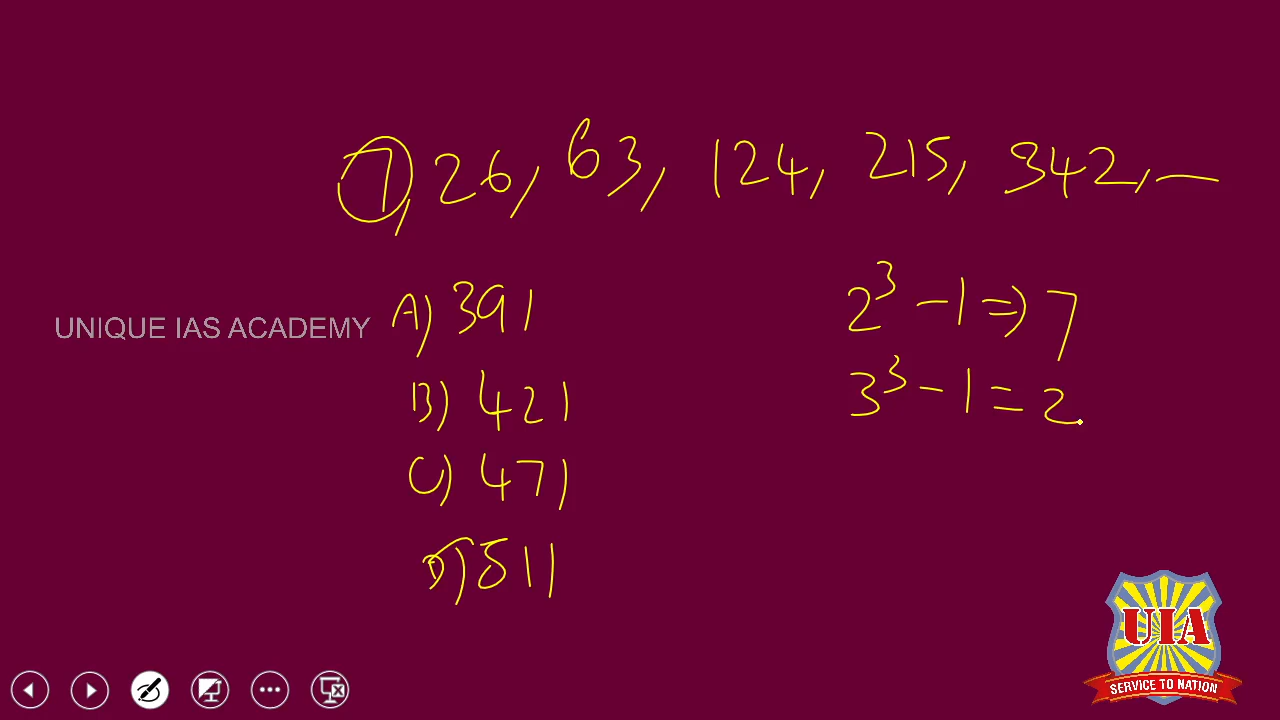 7, 26, 63, 124, 215, 342, —
A) 391
2³ - 1 => 7
UNIQUE IAS ACADEMY
3³ - 1 = 2
B) 421
C) 471
D) 511
UIA
SERVICE TO NATION